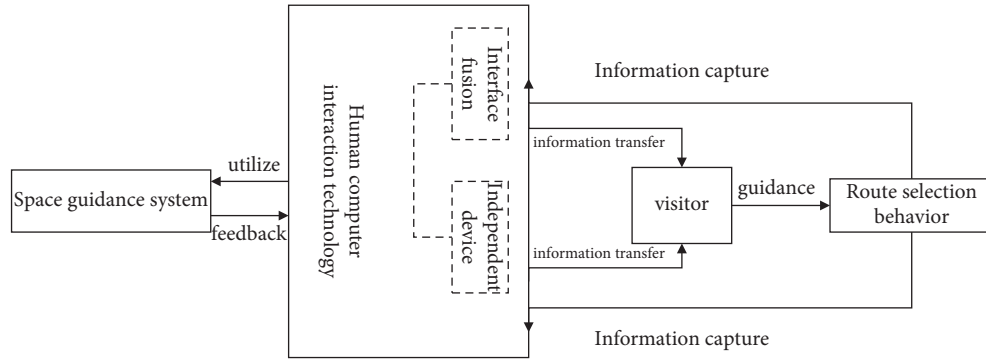 Space guidance system
utilize
feedback
Human computer
interaction technology
Interface
fusion
Independent
device
Information capture
information transfer
visitor
guidance
Route selection
behavior
information transfer
Information capture